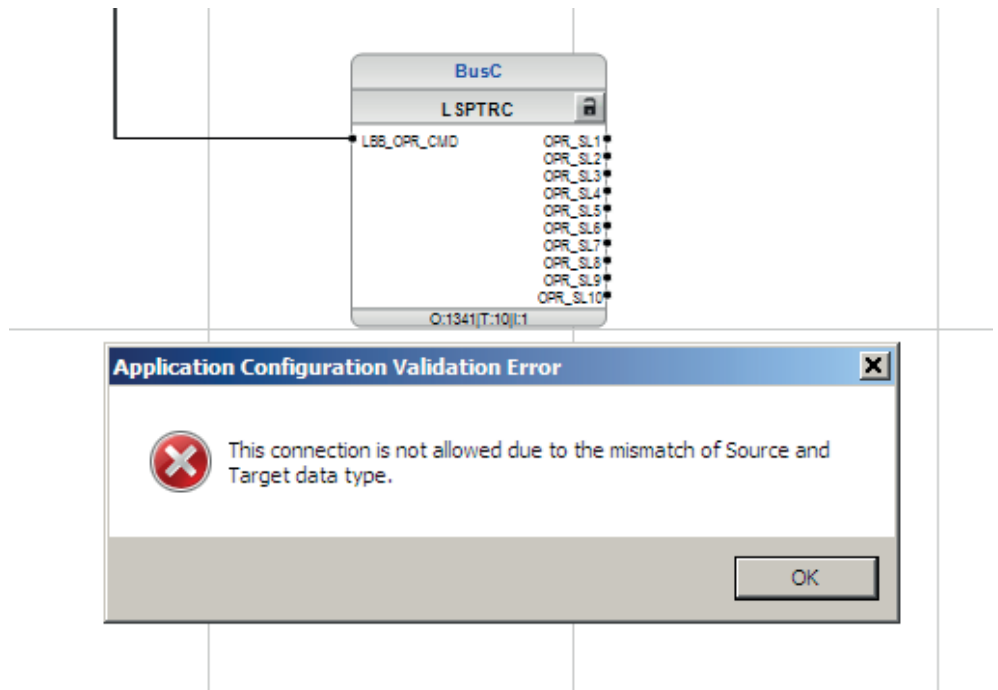 BusC
LSPTRC
LBB_OPR_CMD
OPR_SL1
OPR_SL2
OPR_SL3
OPR_SL4
OPR_SL5
OPR_SL6
OPR_SL7
OPR_SL8
OPR_SL9
OPR_SL10
O:1341|T:10|I:1
Application Configuration Validation Error
This connection is not allowed due to the mismatch of Source and
Target data type.
OK